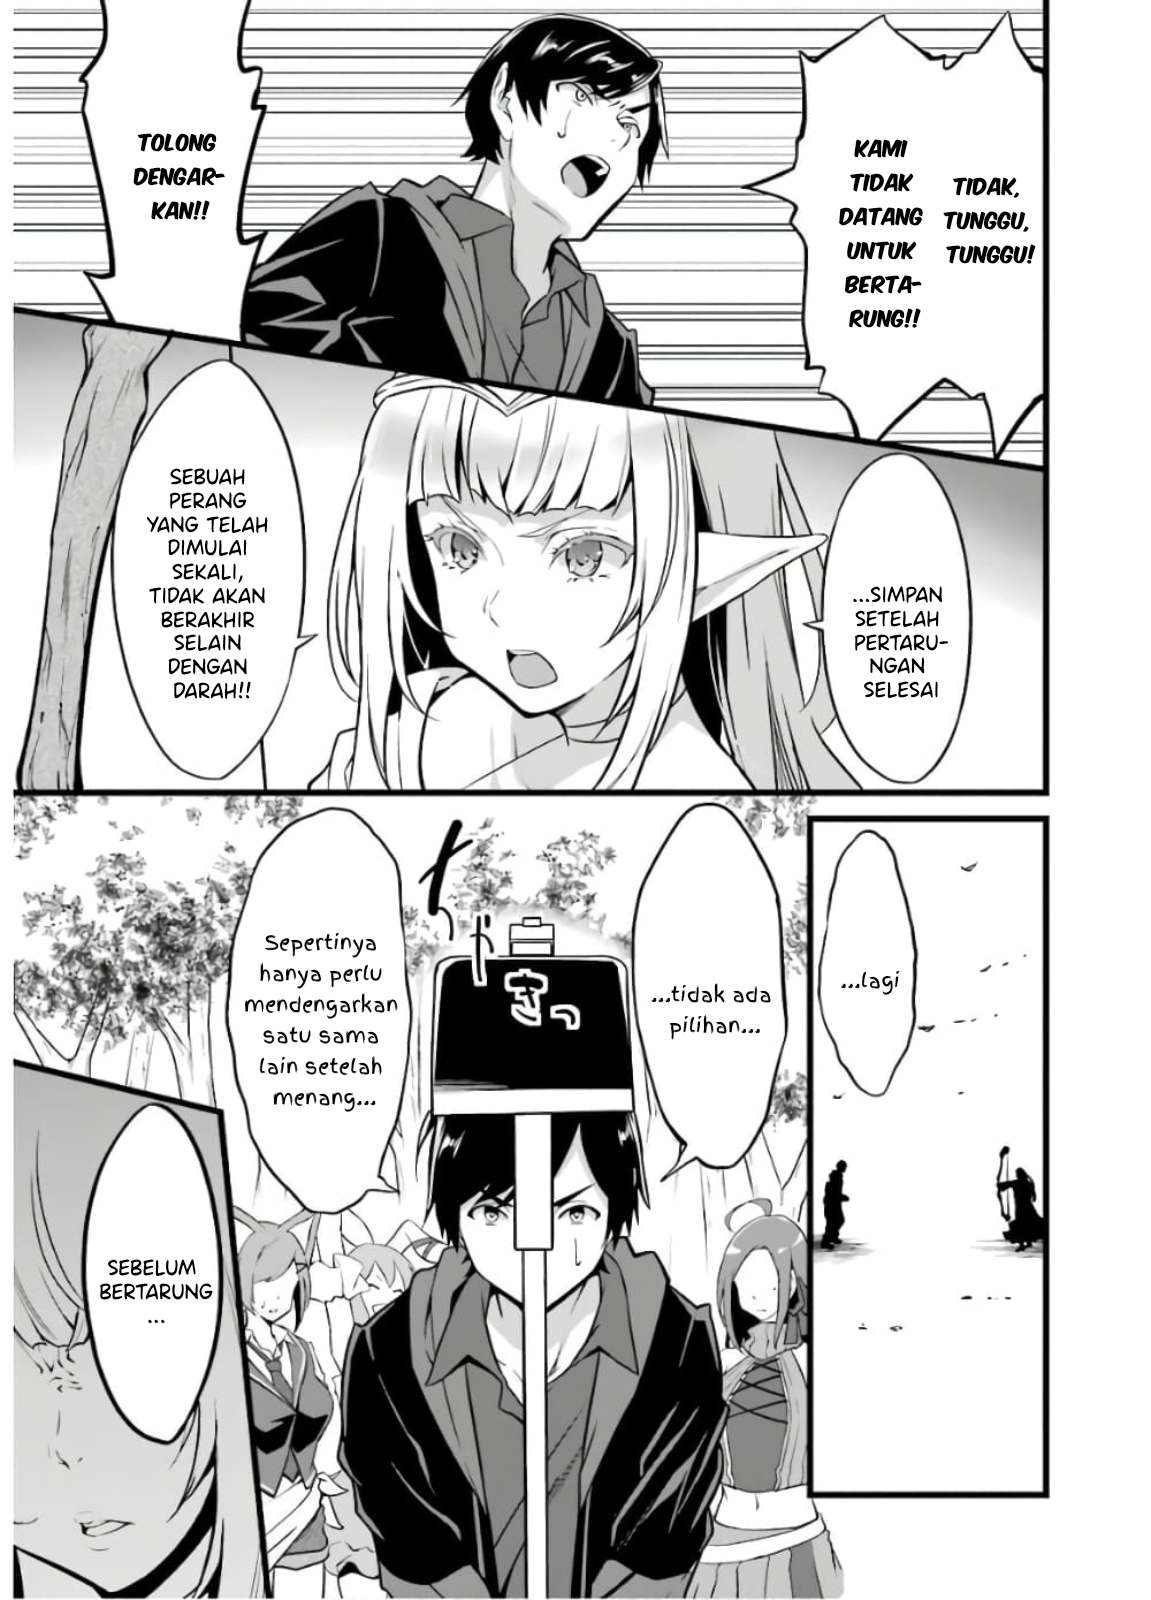 TIDAK,
TUNGGU,
TUNGGU!
KAMI
TIDAK
DATANG
UNTUK
BERTA-
RUNG!!
TOLONG
DENGAR-
KAN!!
...SIMPAN
SETELAH
PERTARU-
NGAN
SELESAI
SEBUAH
PERANG
YANG TELAH
DIMULAI
SEKALI,
TIDAK AKAN
BERAKHIR
SELAIN
DENGAN
DARAH!!
...lagi
...tidak ada
pilihan...
Sepertinya
hanya perlu
mendengarkan
satu sama
lain setelah
menang...
きっ
SEBELUM
BERTARUNG
...